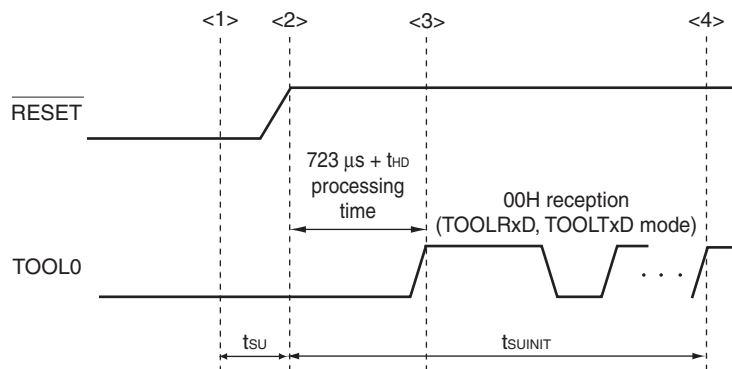 <1> <2> <3> <4>
RESET
723 μs + tHD
processing
time
00H reception
(TOOLRxD, TOOLTxD mode)
TOOL0
. . .
tSU
tSUINIT